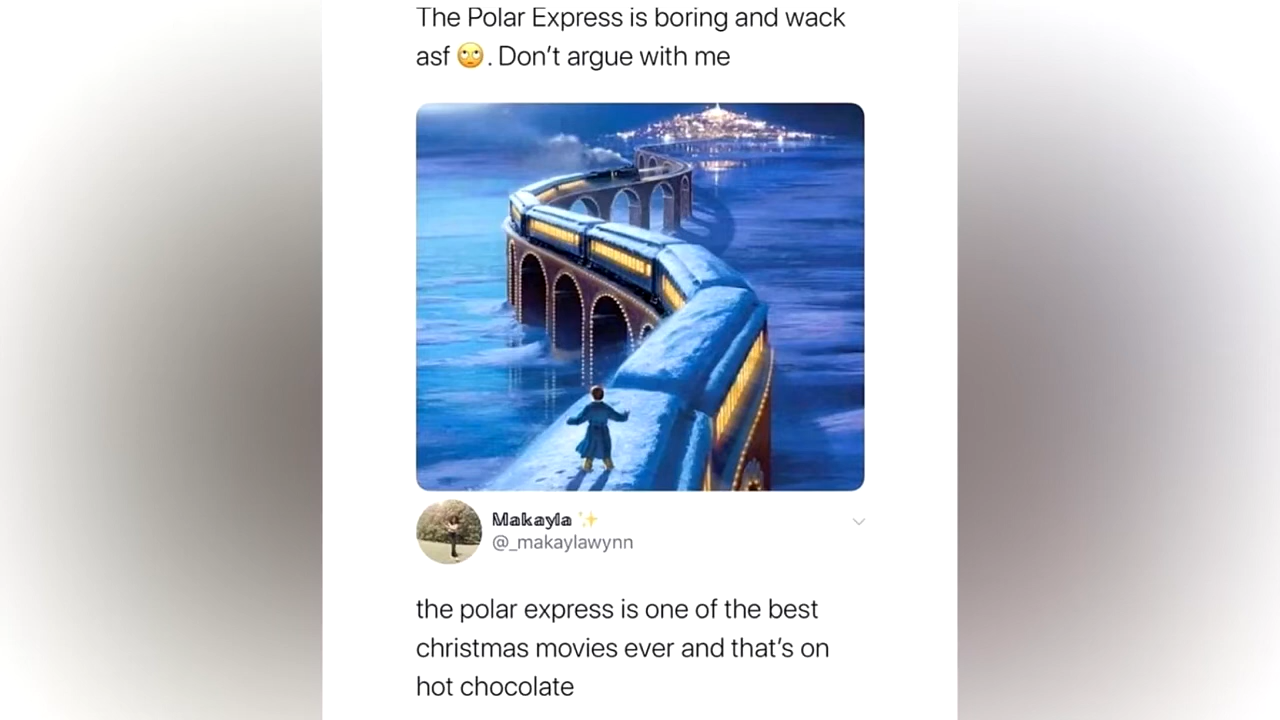 The Polar Express is boring and wack
asf 🙄. Don't argue with me
Makayla ✨
@_makaylawynn
the polar express is one of the best
christmas movies ever and that's on
hot chocolate